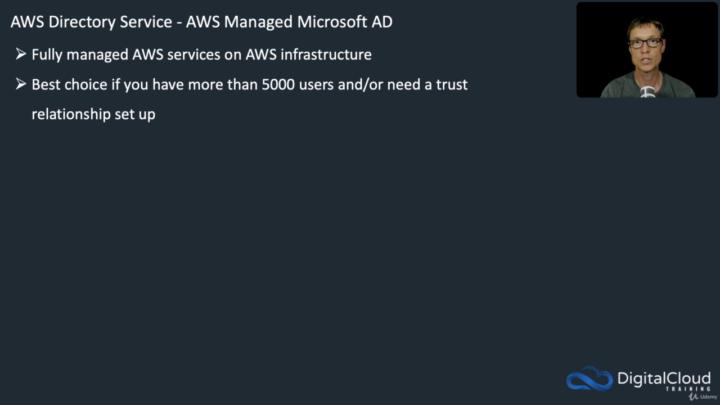 AWS Directory Service - AWS Managed Microsoft AD
➢ Fully managed AWS services on AWS infrastructure
➢ Best choice if you have more than 5000 users and/or need a trust
relationship set up
DigitalCloud
TRAINING
Udemy